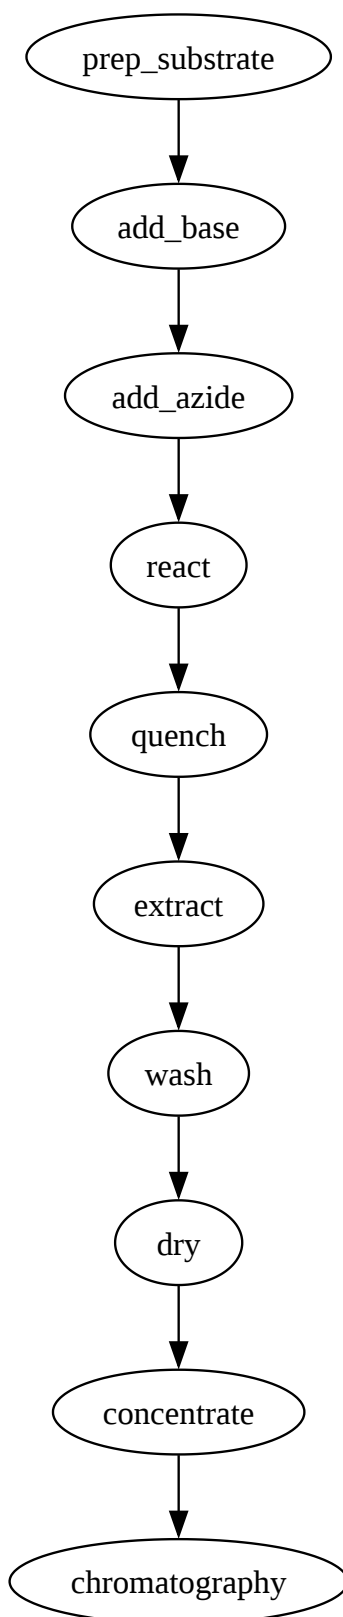 prep_substrate
add_base
add_azide
react
quench
extract
wash
dry
concentrate
chromatography